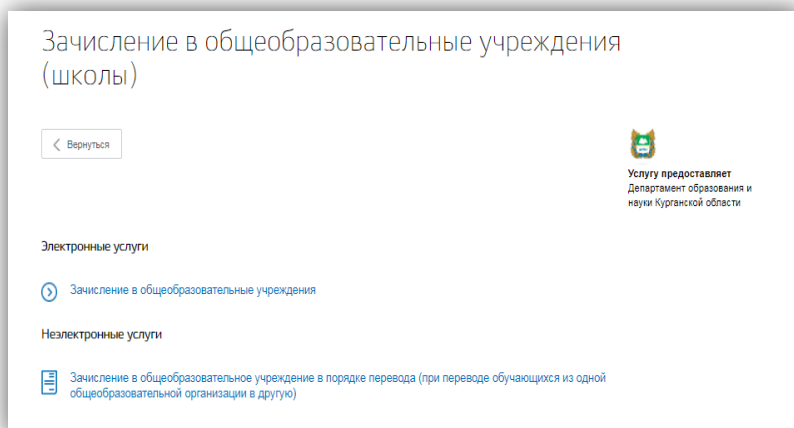 Зачисление в общеобразовательные учреждения
(школы)
Вернуться
Услугу предоставляет
Департамент образования и
науки Курганской области
Электронные услуги
Зачисление в общеобразовательные учреждения
Неэлектронные услуги
Зачисление в общеобразовательное учреждение в порядке перевода (при переводе обучающихся из одной
общеобразовательной организации в другую)